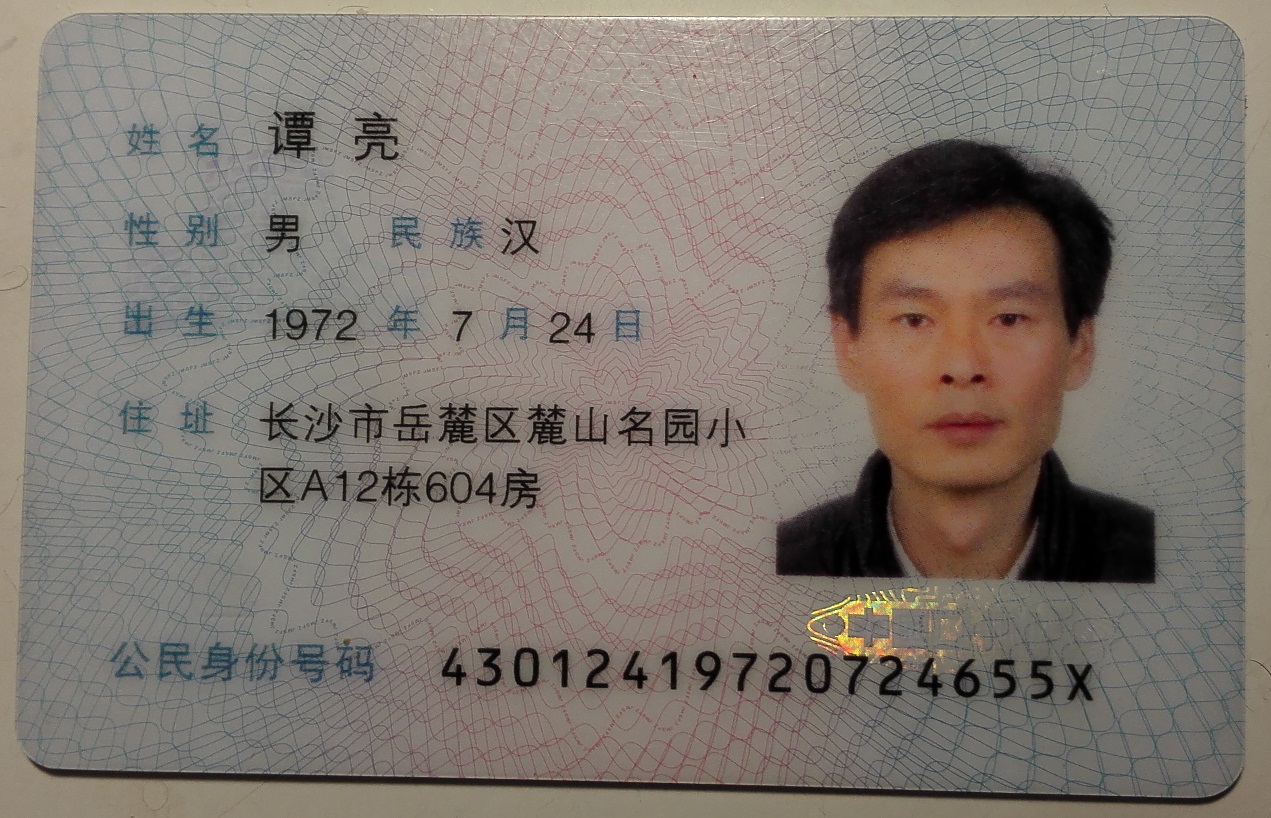 姓名 谭亮
性别 男 民族 汉
出生 1972 年 7 月 24 日
住址 长沙市岳麓区麓山名园小
区A12栋604房
公民身份号码 43012419720724655X